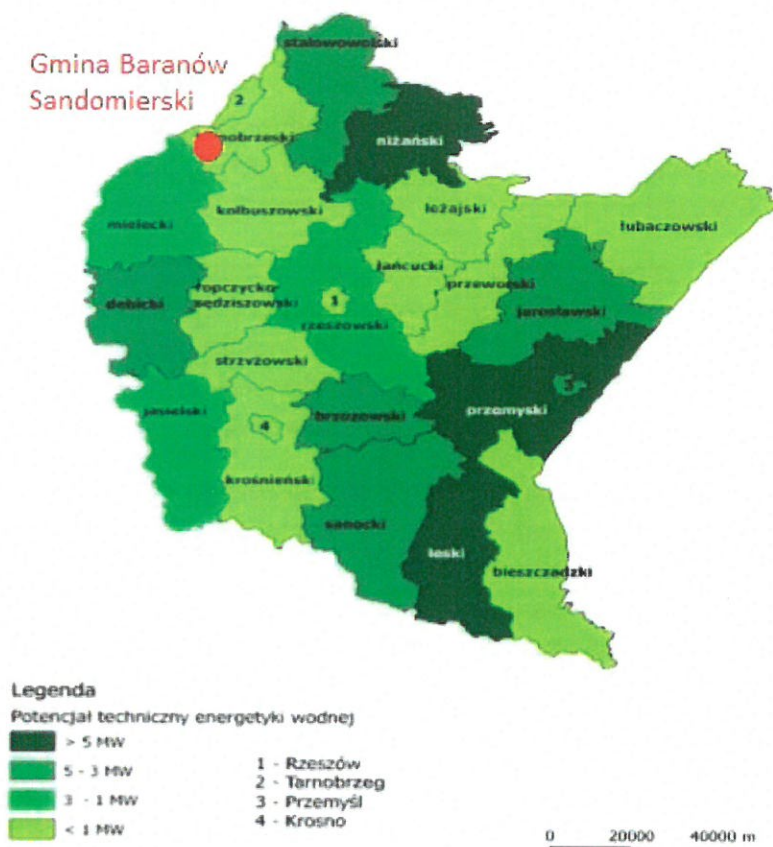 stalowowolski
Gmina Baranów
Sandomierski
2
niżański
kolbuszowski
leżajski
lubaczowski
mielecki
łańcucki
przeworski
ropczycko
sędziszowski
dębicki
1
rzeszowski
jarosławski
strzyżowski
3
przemyski
jasielski
brzozowski
4
krośnieński
sanocki
leski
bieszczadzki
Legenda
Potencjał techniczny energetyki wodnej
> 5 MW
5 - 3 MW
3 - 1 MW
< 1 MW
1 - Rzeszów
2 - Tarnobrzeg
3 - Przemyśl
4 - Krosno
0 20000 40000 m